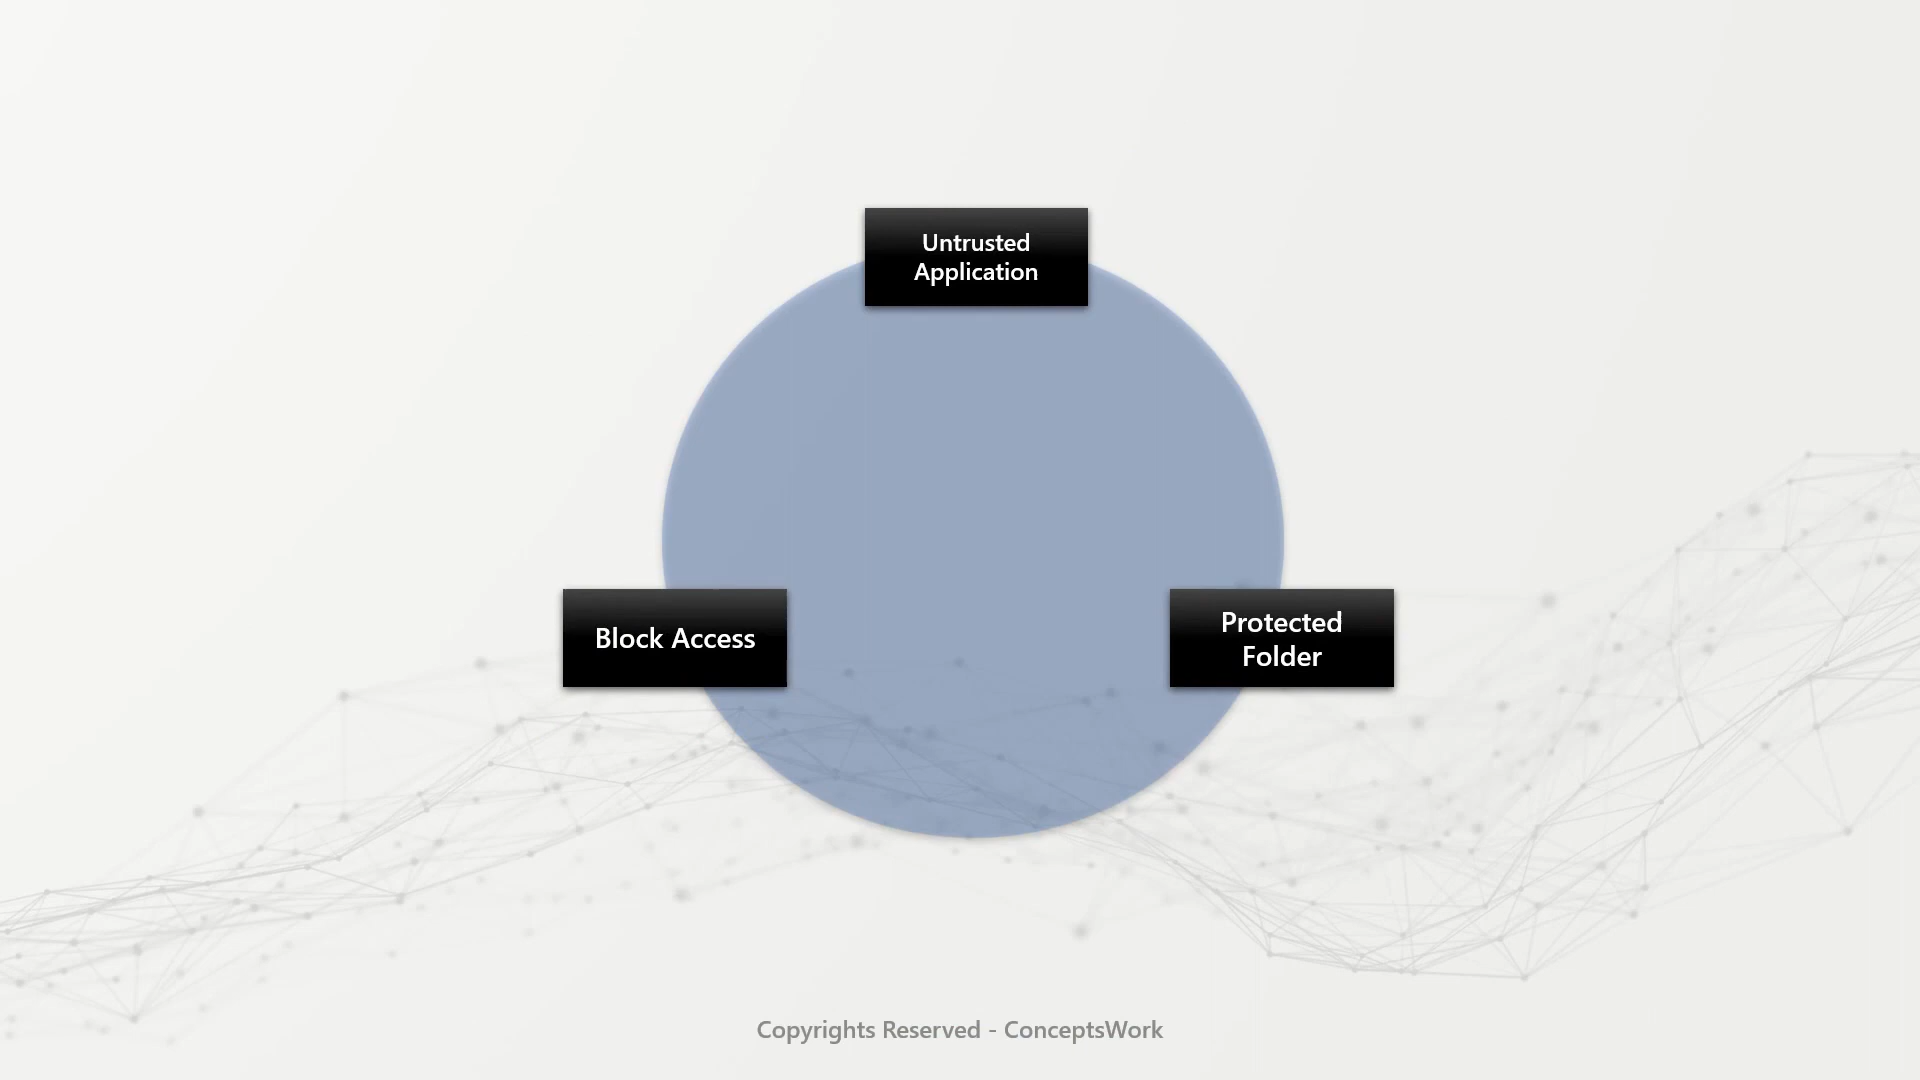 Untrusted
Application
Block Access
Protected
Folder
Copyrights Reserved - ConceptsWork